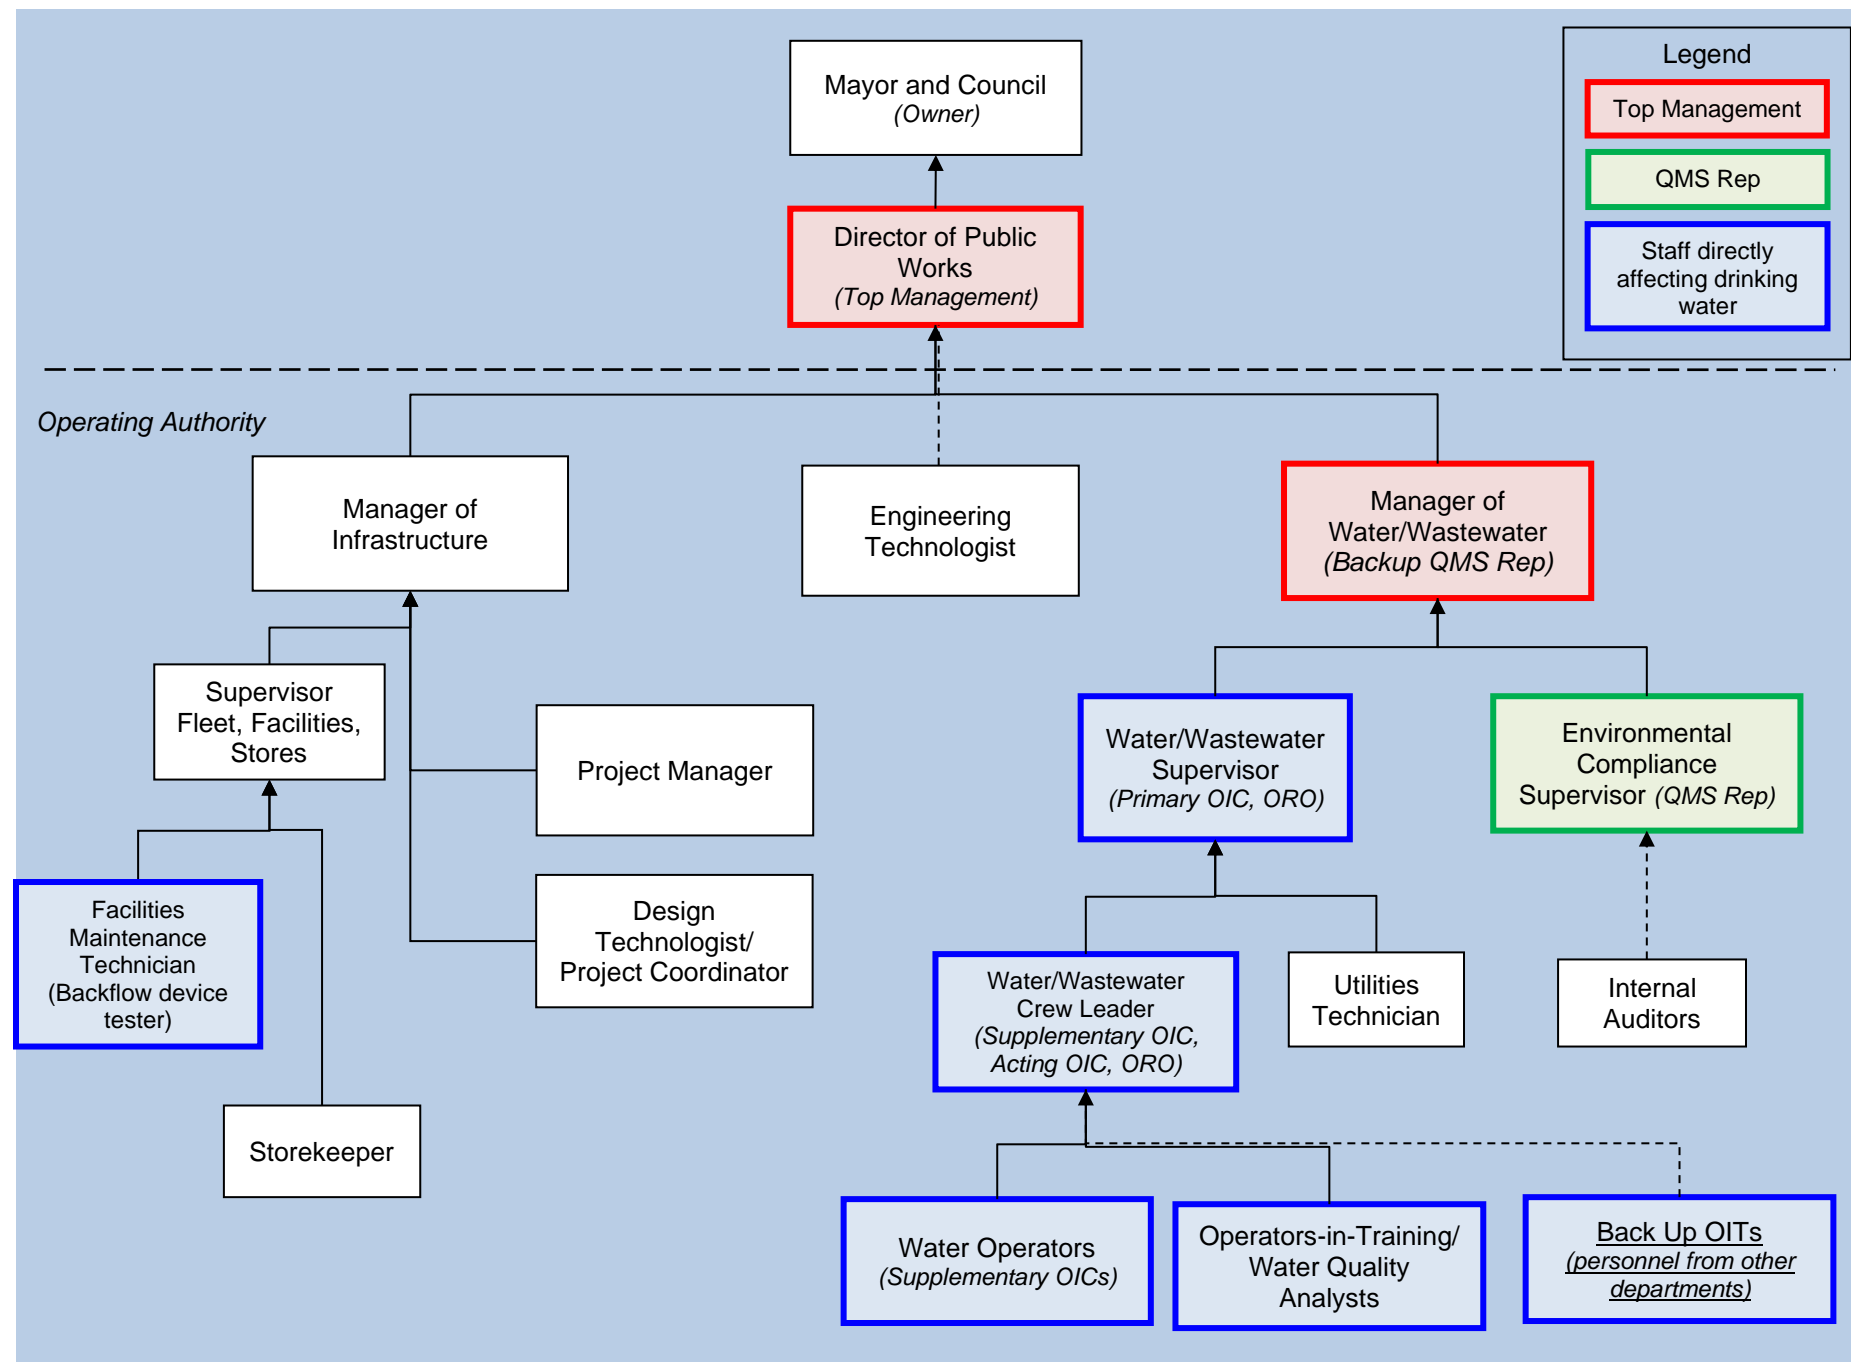 Mayor and Council
(Owner)
Legend
Top Management
QMS Rep
Staff directly
affecting drinking
water
Director of Public
Works
(Top Management)
Operating Authority
Manager of
Infrastructure
Engineering
Technologist
Manager of
Water/Wastewater
(Backup QMS Rep)
Supervisor
Fleet, Facilities,
Stores
Project Manager
Water/Wastewater
Supervisor
(Primary OIC, ORO)
Environmental
Compliance
Supervisor (QMS Rep)
Facilities
Maintenance
Technician
(Backflow device
tester)
Design
Technologist/
Project Coordinator
Water/Wastewater
Crew Leader
(Supplementary OIC,
Acting OIC, ORO)
Utilities
Technician
Internal
Auditors
Storekeeper
Water Operators
(Supplementary OICs)
Operators-in-Training/
Water Quality
Analysts
Back Up OITs
(personnel from other
departments)